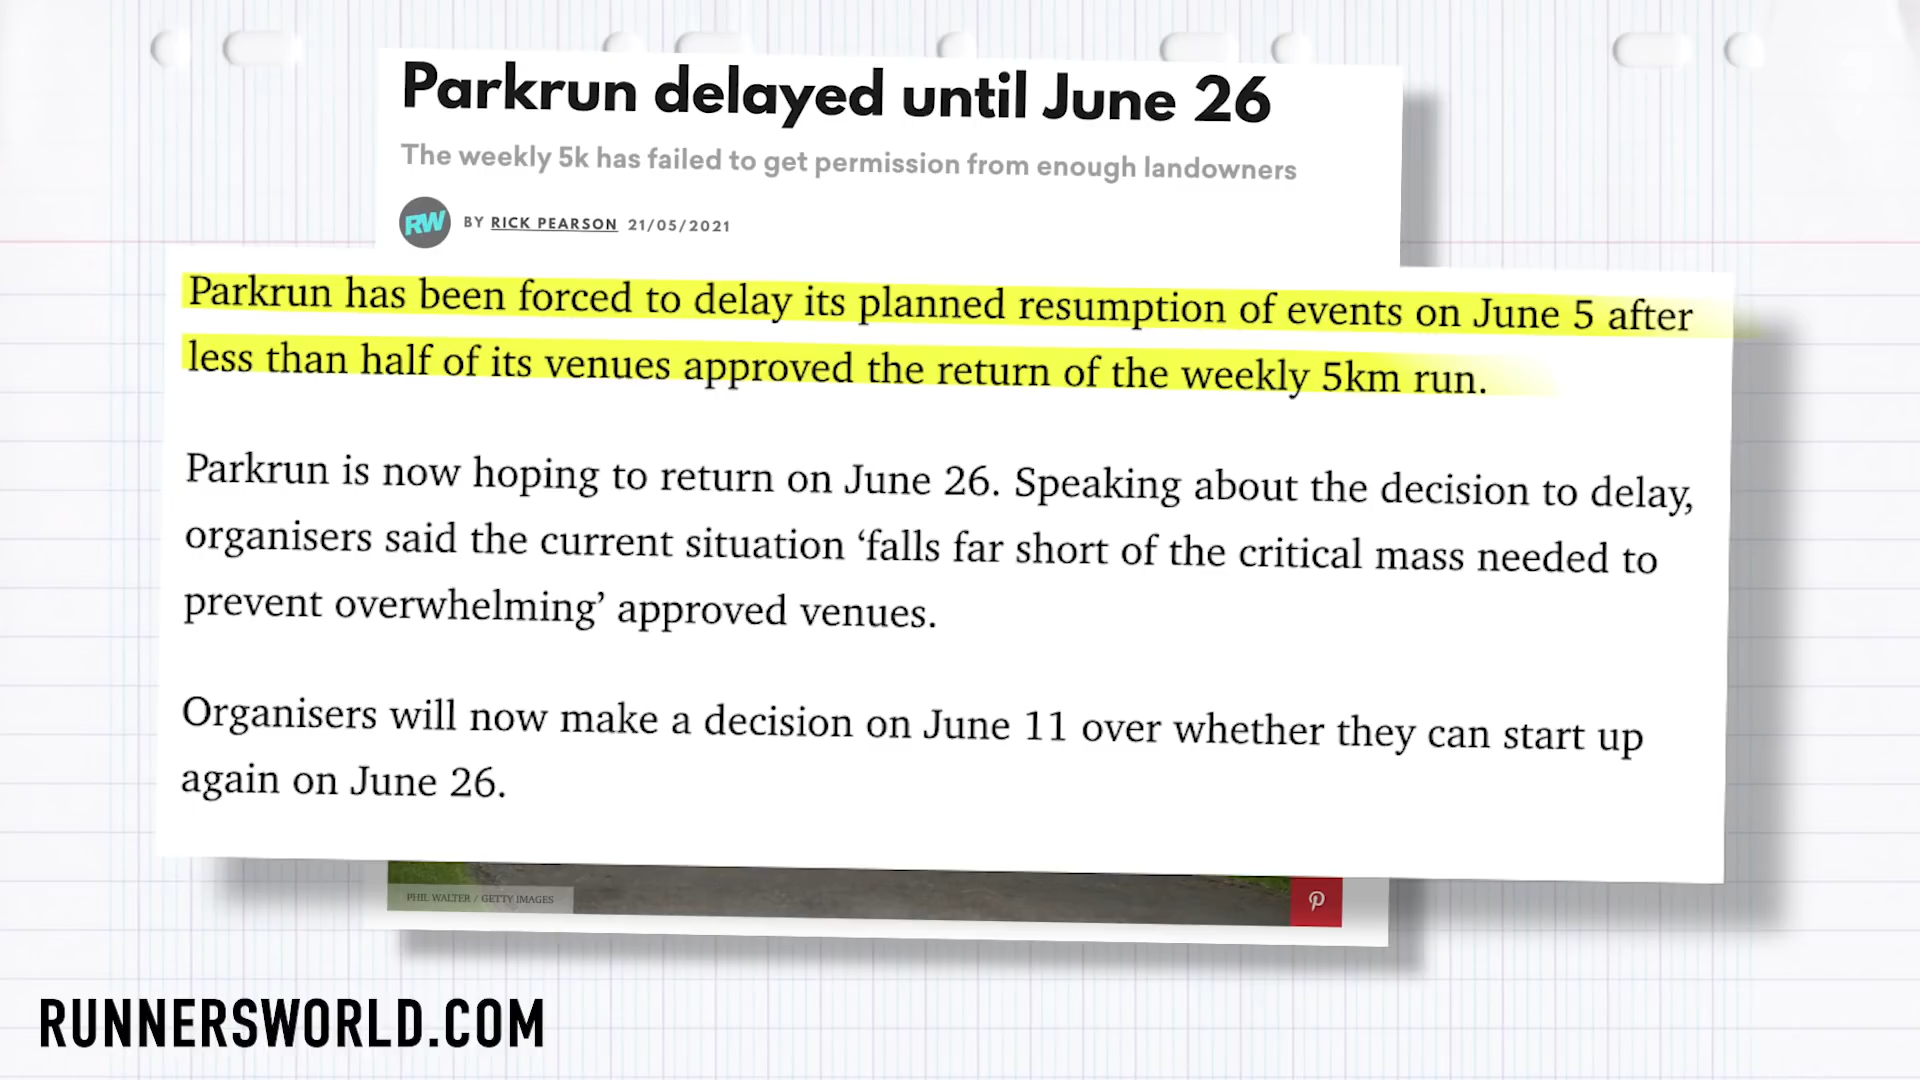 Parkrun delayed until June 26
The weekly 5k has failed to get permission from enough landowners
RW
BY RICK PEARSON 21/05/2021
Parkrun has been forced to delay its planned resumption of events on June 5 after
less than half of its venues approved the return of the weekly 5km run.
Parkrun is now hoping to return on June 26. Speaking about the decision to delay,
organisers said the current situation ‘falls far short of the critical mass needed to
prevent overwhelming’ approved venues.
Organisers will now make a decision on June 11 over whether they can start up
again on June 26.
PHIL WALTER / GETTY IMAGES
RUNNERSWORLD.COM